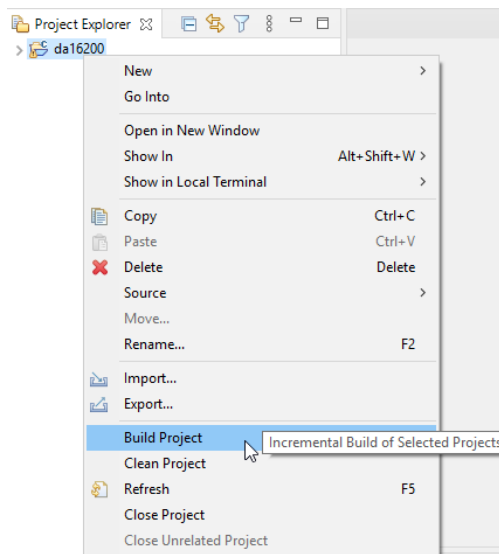 Project Explorer
da16200
New
Go Into
Open in New Window
Show In Alt+Shift+W >
Show in Local Terminal
Copy Ctrl+C
Paste Ctrl+V
Delete Delete
Source
Move...
Rename... F2
Import...
Export...
Build Project Incremental Build of Selected Projects
Clean Project
Refresh F5
Close Project
Close Unrelated Project